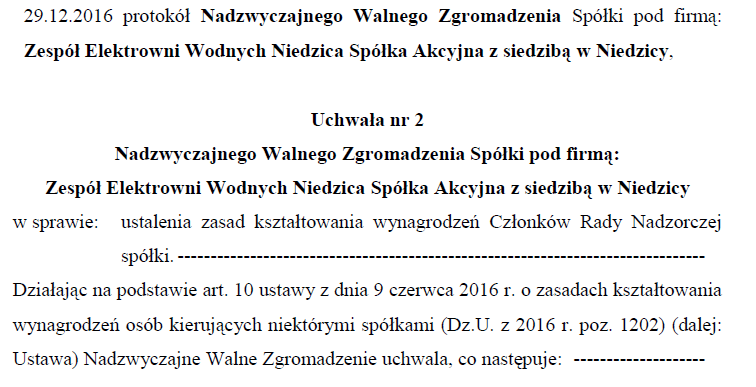 29.12.2016 protokół Nadzwyczajnego Walnego Zgromadzenia Spółki pod firmą:
Zespół Elektrowni Wodnych Niedzica Spółka Akcyjna z siedzibą w Niedzicy,
Uchwała nr 2
Nadzwyczajnego Walnego Zgromadzenia Spółki pod firmą:
Zespół Elektrowni Wodnych Niedzica Spółka Akcyjna z siedzibą w Niedzicy
w sprawie: ustalenia zasad kształtowania wynagrodzeń Członków Rady Nadzorczej
spółki. --------------------------------------------------------------------------------
Działając na podstawie art. 10 ustawy z dnia 9 czerwca 2016 r. o zasadach kształtowania
wynagrodzeń osób kierujących niektórymi spółkami (Dz.U. z 2016 r. poz. 1202) (dalej:
Ustawa) Nadzwyczajne Walne Zgromadzenie uchwala, co następuje: --------------------